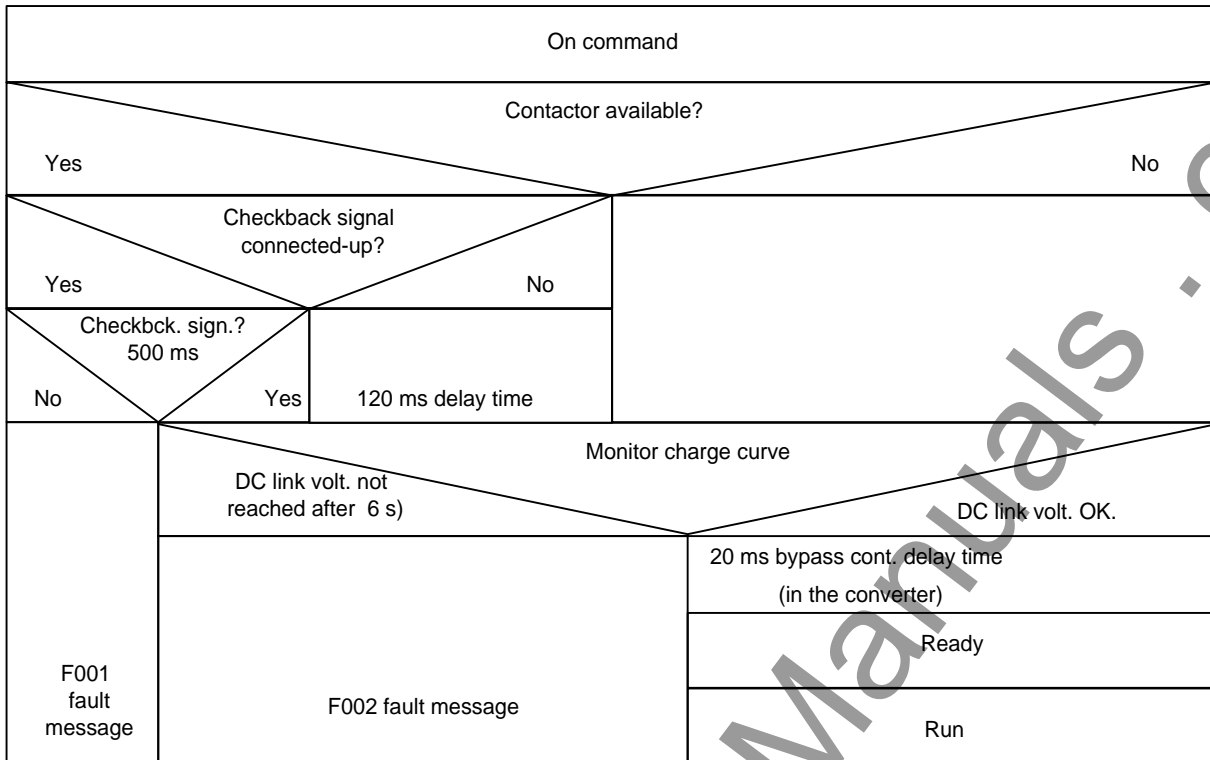 On command
Contactor available?
Yes
No
Checkback signal
connected-up?
Yes
No
Checkbck. sign.?
500 ms
No
Yes
120 ms delay time
Monitor charge curve
DC link volt. not
reached after 6 s)
DC link volt. OK.
20 ms bypass cont. delay time
(in the converter)
Ready
F001
fault
message
F002 fault message
Run
Manuals .